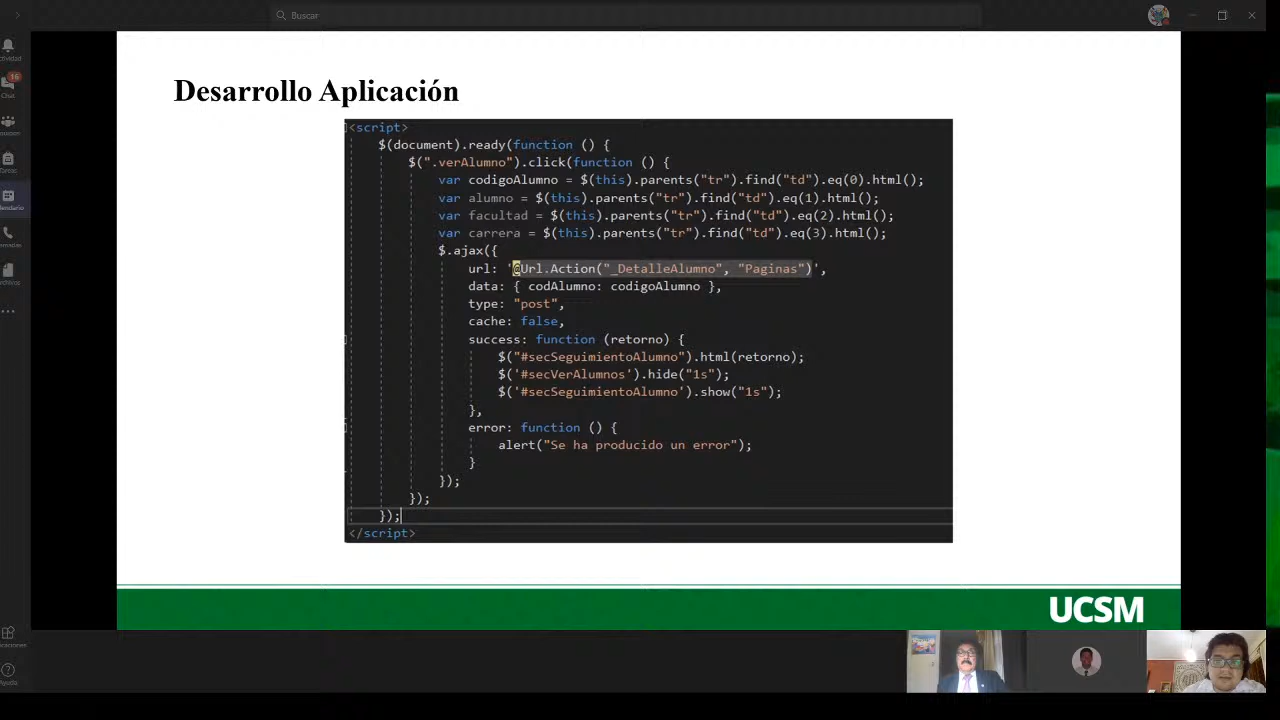 Buscar
Desarrollo Aplicación
<script>
$(document).ready(function () {
$(".verAlumno").click(function () {
var codigoAlumno = $(this).parents("tr").find("td").eq(0).html();
var alumno = $(this).parents("tr").find("td").eq(1).html();
var facultad = $(this).parents("tr").find("td").eq(2).html();
var carrera = $(this).parents("tr").find("td").eq(3).html();
$.ajax({
url: '@Url.Action("_DetalleAlumno", "Paginas")',
data: { codAlumno: codigoAlumno },
type: "post",
cache: false,
success: function (retorno) {
$("#secSeguimientoAlumno").html(retorno);
$('#secVerAlumnos').hide("1s");
$('#secSeguimientoAlumno').show("1s");
},
error: function () {
alert("Se ha producido un error");
}
});
});
});
</script>
UCSM
16
Chat